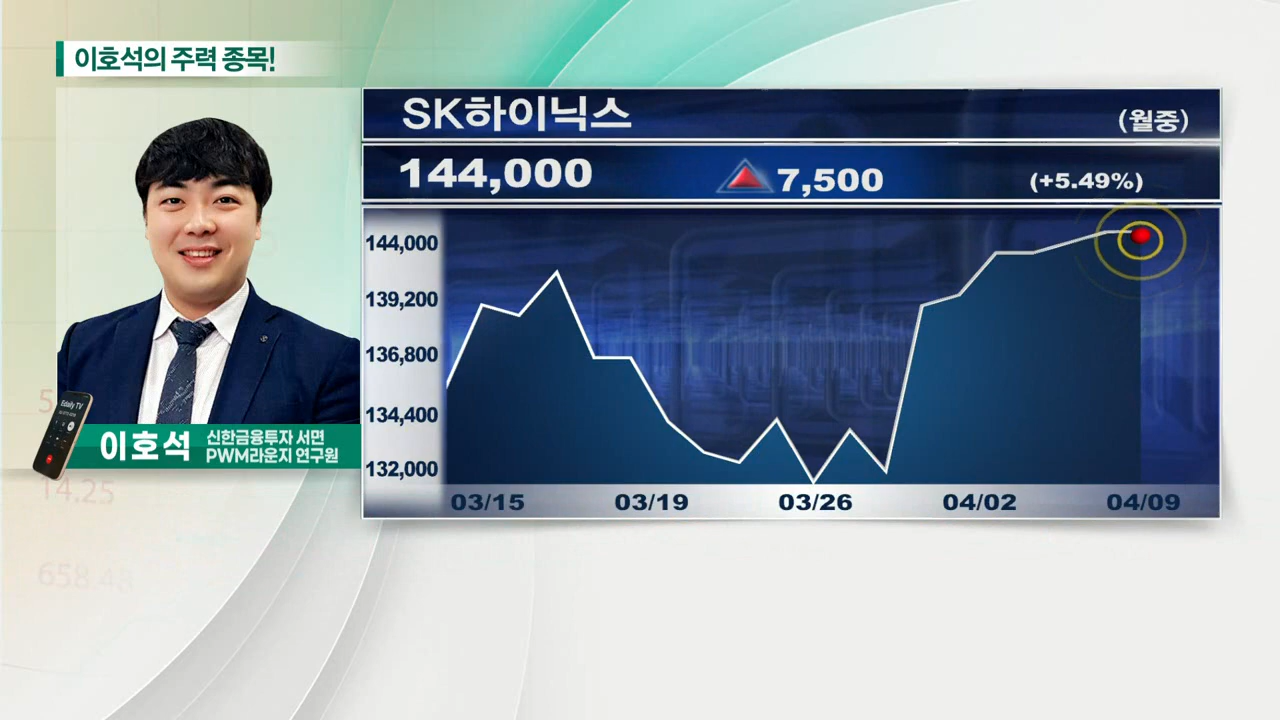 이호석의 주력 종목!
SK하이닉스
(월중)
144,000
7,500
(+5.49%)
144,000
139,200
136,800
134,400
132,000
03/15
03/19
03/26
04/02
04/09
Edaily TV
이호석
신한금융투자 서면
PWM라운지 연구원
14.25
658.48